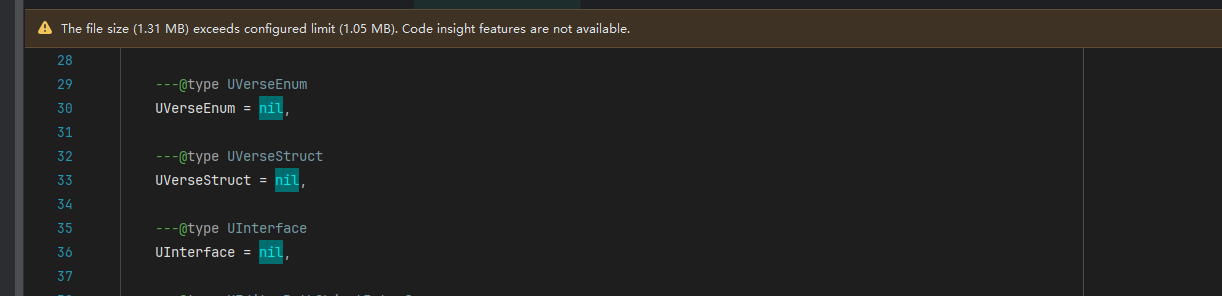 The file size (1.31 MB) exceeds configured limit (1.05 MB). Code insight features are not available.
28
29 ---@type UVerseEnum
30 UVerseEnum = nil,
31
32 ---@type UVerseStruct
33 UVerseStruct = nil,
34
35 ---@type UInterface
36 UInterface = nil,
37